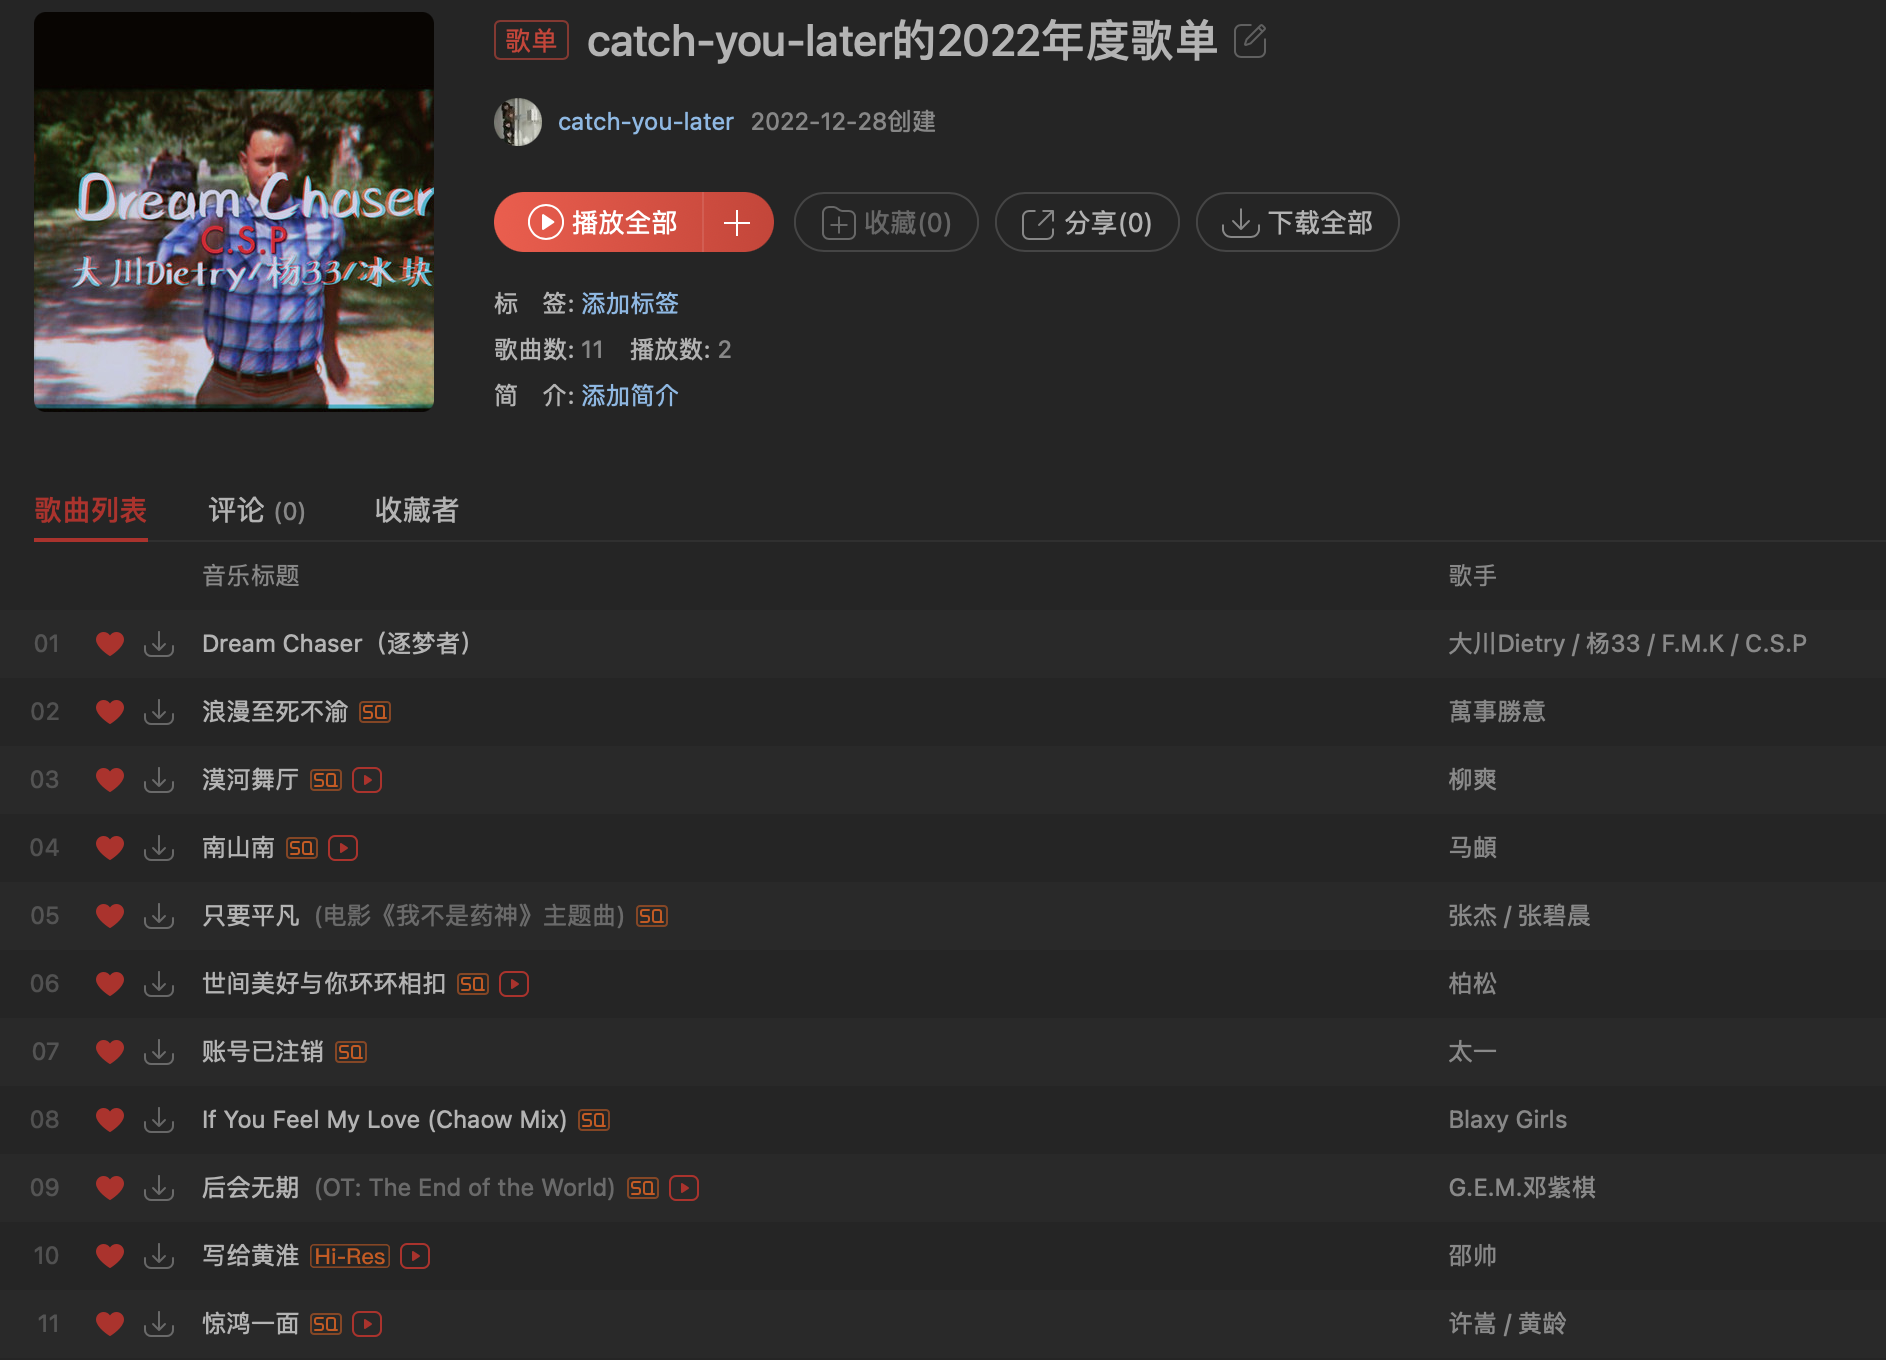 Dream Chaser
C.S.P
大川Dietry/杨33/冰块
歌单 catch-you-later的2022年度歌单
catch-you-later 2022-12-28创建
播放全部 收藏(0) 分享(0) 下载全部
标 签: 添加标签
歌曲数: 11 播放数: 2
简 介: 添加简介
歌曲列表 评论 (0) 收藏者
音乐标题 歌手
01 Dream Chaser（逐梦者） 大川Dietry / 杨33 / F.M.K / C.S.P
02 浪漫至死不渝 SQ 萬事勝意
03 漠河舞厅 SQ 柳爽
04 南山南 SQ 马頔
05 只要平凡 (电影《我不是药神》主题曲) SQ 张杰 / 张碧晨
06 世间美好与你环环相扣 SQ 柏松
07 账号已注销 SQ 太一
08 If You Feel My Love (Chaow Mix) SQ Blaxy Girls
09 后会无期 (OT: The End of the World) SQ G.E.M.邓紫棋
10 写给黄淮 Hi-Res 邵帅
11 惊鸿一面 SQ 许嵩 / 黄龄